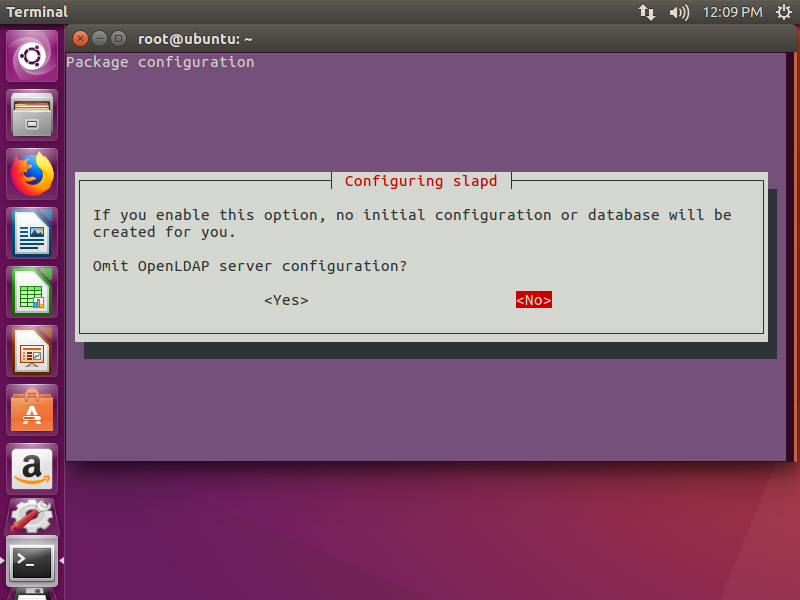 Terminal
12:09 PM
root@ubuntu: ~
Package configuration
Configuring slapd
If you enable this option, no initial configuration or database will be
created for you.
Omit OpenLDAP server configuration?
<Yes>
<No>
A
a
>_